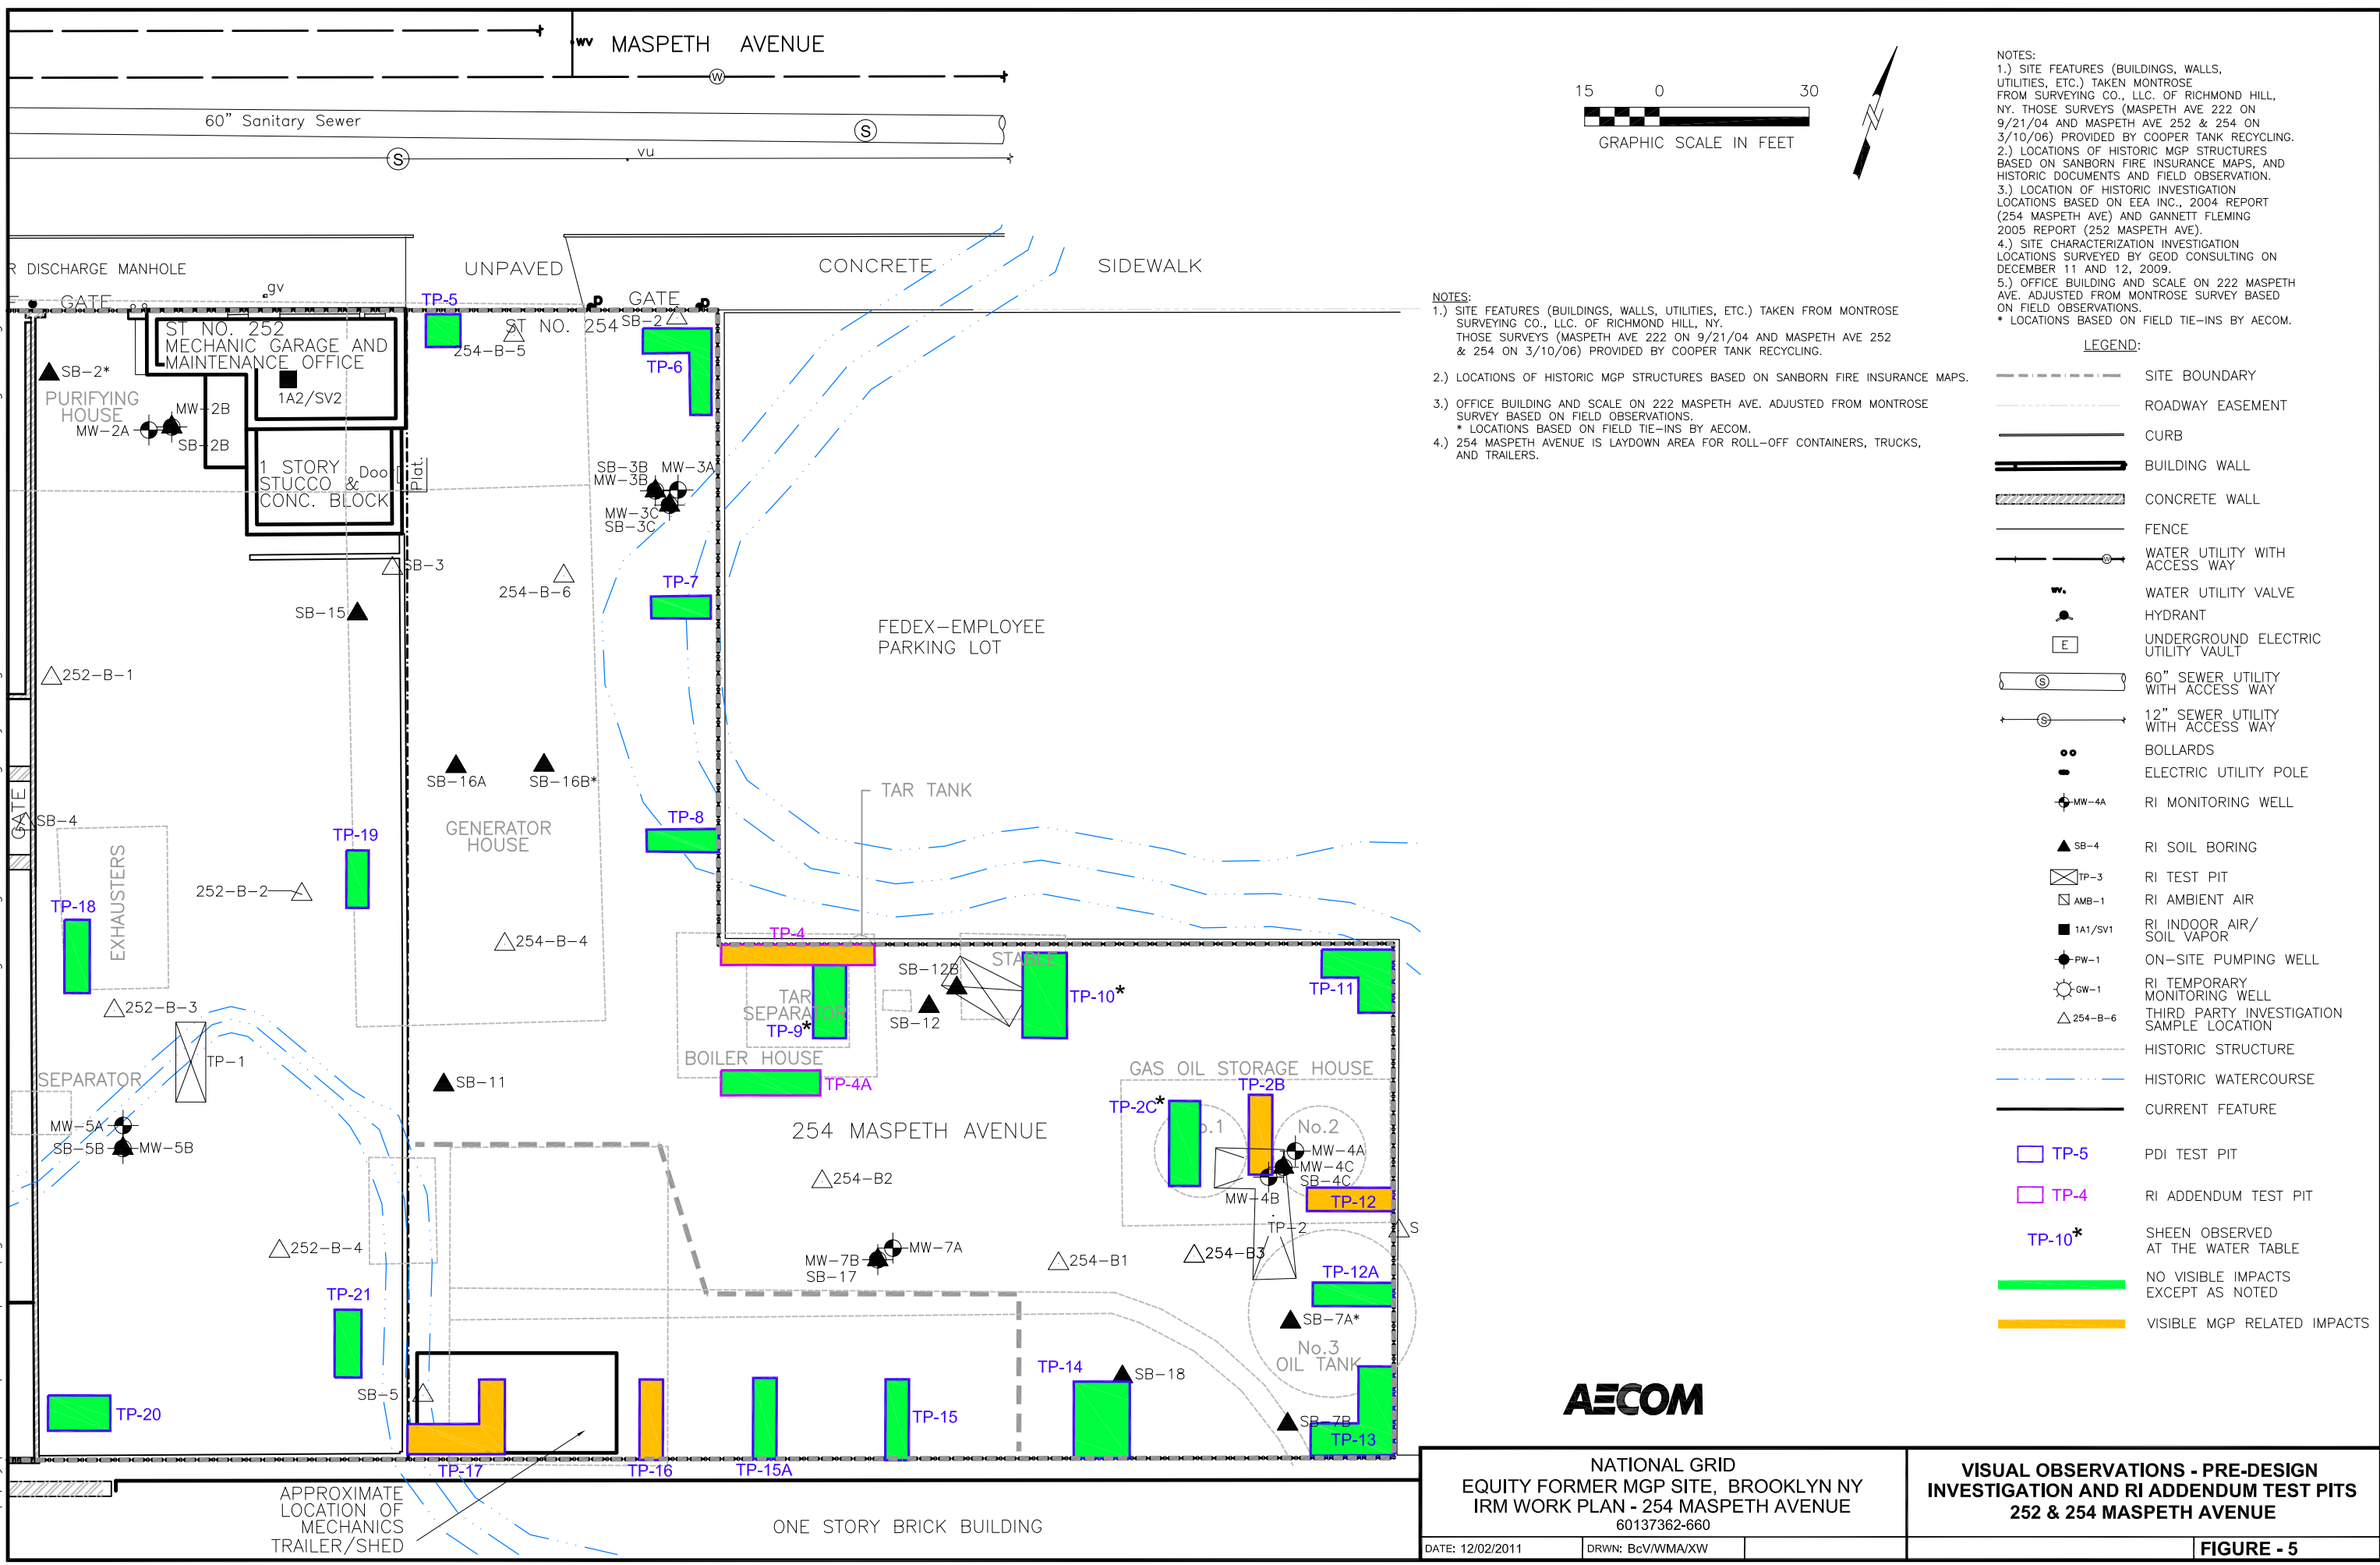 WV MASPETH AVENUE
W
60" Sanitary Sewer
S
S
vu
15 0 30
GRAPHIC SCALE IN FEET
R DISCHARGE MANHOLE
UNPAVED
CONCRETE
SIDEWALK
GATE
gv
TP-5
GATE
SB-2
ST NO. 254
254-B-5
TP-6
ST NO. 252
MECHANIC GARAGE AND
MAINTENANCE OFFICE
1A2/SV2
SB-2*
PURIFYING
HOUSE
MW-2B
MW-2A
SB-2B
1 STORY
STUCCO &
CONC. BLOCK
Door
Plat.
SB-3B MW-3A
MW-3B
MW-3C
SB-3C
SB-3
254-B-6
TP-7
SB-15
FEDEX-EMPLOYEE
PARKING LOT
252-B-1
SB-16A
SB-16B*
TAR TANK
GATE
SB-4
TP-19
GENERATOR
HOUSE
TP-8
EXHAUSTERS
252-B-2
TP-18
254-B-4
TP-4
SB-12B
STABLE
TP-10*
TP-11
252-B-3
TAR
SEPARATOR
TP-9*
SB-12
TP-1
BOILER HOUSE
GAS OIL STORAGE HOUSE
SEPARATOR
SB-11
TP-4A
TP-2B
TP-2C*
MW-5A
254 MASPETH AVENUE
o.1
No.2
SB-5B
MW-5B
MW-4A
MW-4C
SB-4C
254-B2
MW-4B
TP-12
TP-2
S
252-B-4
MW-7A
MW-7B
SB-17
254-B1
254-B3
TP-12A
TP-21
SB-7A*
No.3
OIL TANK
TP-14
SB-18
SB-5
TP-20
TP-15
SB-7B
TP-13
TP-17
TP-16
TP-15A
APPROXIMATE
LOCATION OF
MECHANICS
TRAILER/SHED
ONE STORY BRICK BUILDING
NOTES:
1.) SITE FEATURES (BUILDINGS, WALLS, UTILITIES, ETC.) TAKEN FROM MONTROSE
SURVEYING CO., LLC. OF RICHMOND HILL, NY.
THOSE SURVEYS (MASPETH AVE 222 ON 9/21/04 AND MASPETH AVE 252
& 254 ON 3/10/06) PROVIDED BY COOPER TANK RECYCLING.
2.) LOCATIONS OF HISTORIC MGP STRUCTURES BASED ON SANBORN FIRE INSURANCE MAPS.
3.) OFFICE BUILDING AND SCALE ON 222 MASPETH AVE. ADJUSTED FROM MONTROSE
SURVEY BASED ON FIELD OBSERVATIONS.
* LOCATIONS BASED ON FIELD TIE-INS BY AECOM.
4.) 254 MASPETH AVENUE IS LAYDOWN AREA FOR ROLL-OFF CONTAINERS, TRUCKS,
AND TRAILERS.
NOTES:
1.) SITE FEATURES (BUILDINGS, WALLS,
UTILITIES, ETC.) TAKEN MONTROSE
FROM SURVEYING CO., LLC. OF RICHMOND HILL,
NY. THOSE SURVEYS (MASPETH AVE 222 ON
9/21/04 AND MASPETH AVE 252 & 254 ON
3/10/06) PROVIDED BY COOPER TANK RECYCLING.
2.) LOCATIONS OF HISTORIC MGP STRUCTURES
BASED ON SANBORN FIRE INSURANCE MAPS, AND
HISTORIC DOCUMENTS AND FIELD OBSERVATION.
3.) LOCATION OF HISTORIC INVESTIGATION
LOCATIONS BASED ON EEA INC., 2004 REPORT
(254 MASPETH AVE) AND GANNETT FLEMING
2005 REPORT (252 MASPETH AVE).
4.) SITE CHARACTERIZATION INVESTIGATION
LOCATIONS SURVEYED BY GEOD CONSULTING ON
DECEMBER 11 AND 12, 2009.
5.) OFFICE BUILDING AND SCALE ON 222 MASPETH
AVE. ADJUSTED FROM MONTROSE SURVEY BASED
ON FIELD OBSERVATIONS.
* LOCATIONS BASED ON FIELD TIE-INS BY AECOM.
LEGEND:
SITE BOUNDARY
ROADWAY EASEMENT
CURB
BUILDING WALL
CONCRETE WALL
FENCE
W WATER UTILITY WITH
ACCESS WAY
WV. WATER UTILITY VALVE
HYDRANT
E UNDERGROUND ELECTRIC
UTILITY VAULT
S 60" SEWER UTILITY
WITH ACCESS WAY
S 12" SEWER UTILITY
WITH ACCESS WAY
BOLLARDS
ELECTRIC UTILITY POLE
MW-4A RI MONITORING WELL
SB-4 RI SOIL BORING
TP-3 RI TEST PIT
AMB-1 RI AMBIENT AIR
1A1/SV1 RI INDOOR AIR/
SOIL VAPOR
PW-1 ON-SITE PUMPING WELL
GW-1 RI TEMPORARY
MONITORING WELL
254-B-6 THIRD PARTY INVESTIGATION
SAMPLE LOCATION
HISTORIC STRUCTURE
HISTORIC WATERCOURSE
CURRENT FEATURE
TP-5 PDI TEST PIT
TP-4 RI ADDENDUM TEST PIT
TP-10* SHEEN OBSERVED
AT THE WATER TABLE
NO VISIBLE IMPACTS
EXCEPT AS NOTED
VISIBLE MGP RELATED IMPACTS
AECOM
NATIONAL GRID
EQUITY FORMER MGP SITE, BROOKLYN NY
IRM WORK PLAN - 254 MASPETH AVENUE
60137362-660
DATE: 12/02/2011 DRWN: BcV/WMA/XW
VISUAL OBSERVATIONS - PRE-DESIGN
INVESTIGATION AND RI ADDENDUM TEST PITS
252 & 254 MASPETH AVENUE
FIGURE - 5